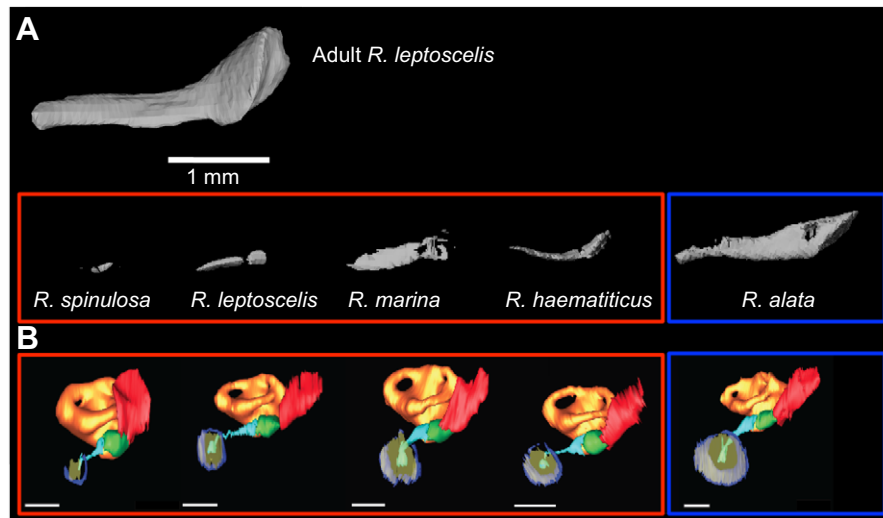 A
Adult R. leptoscelis
1 mm
R. spinulosa R. leptoscelis R. marina R. haematiticus R. alata
B